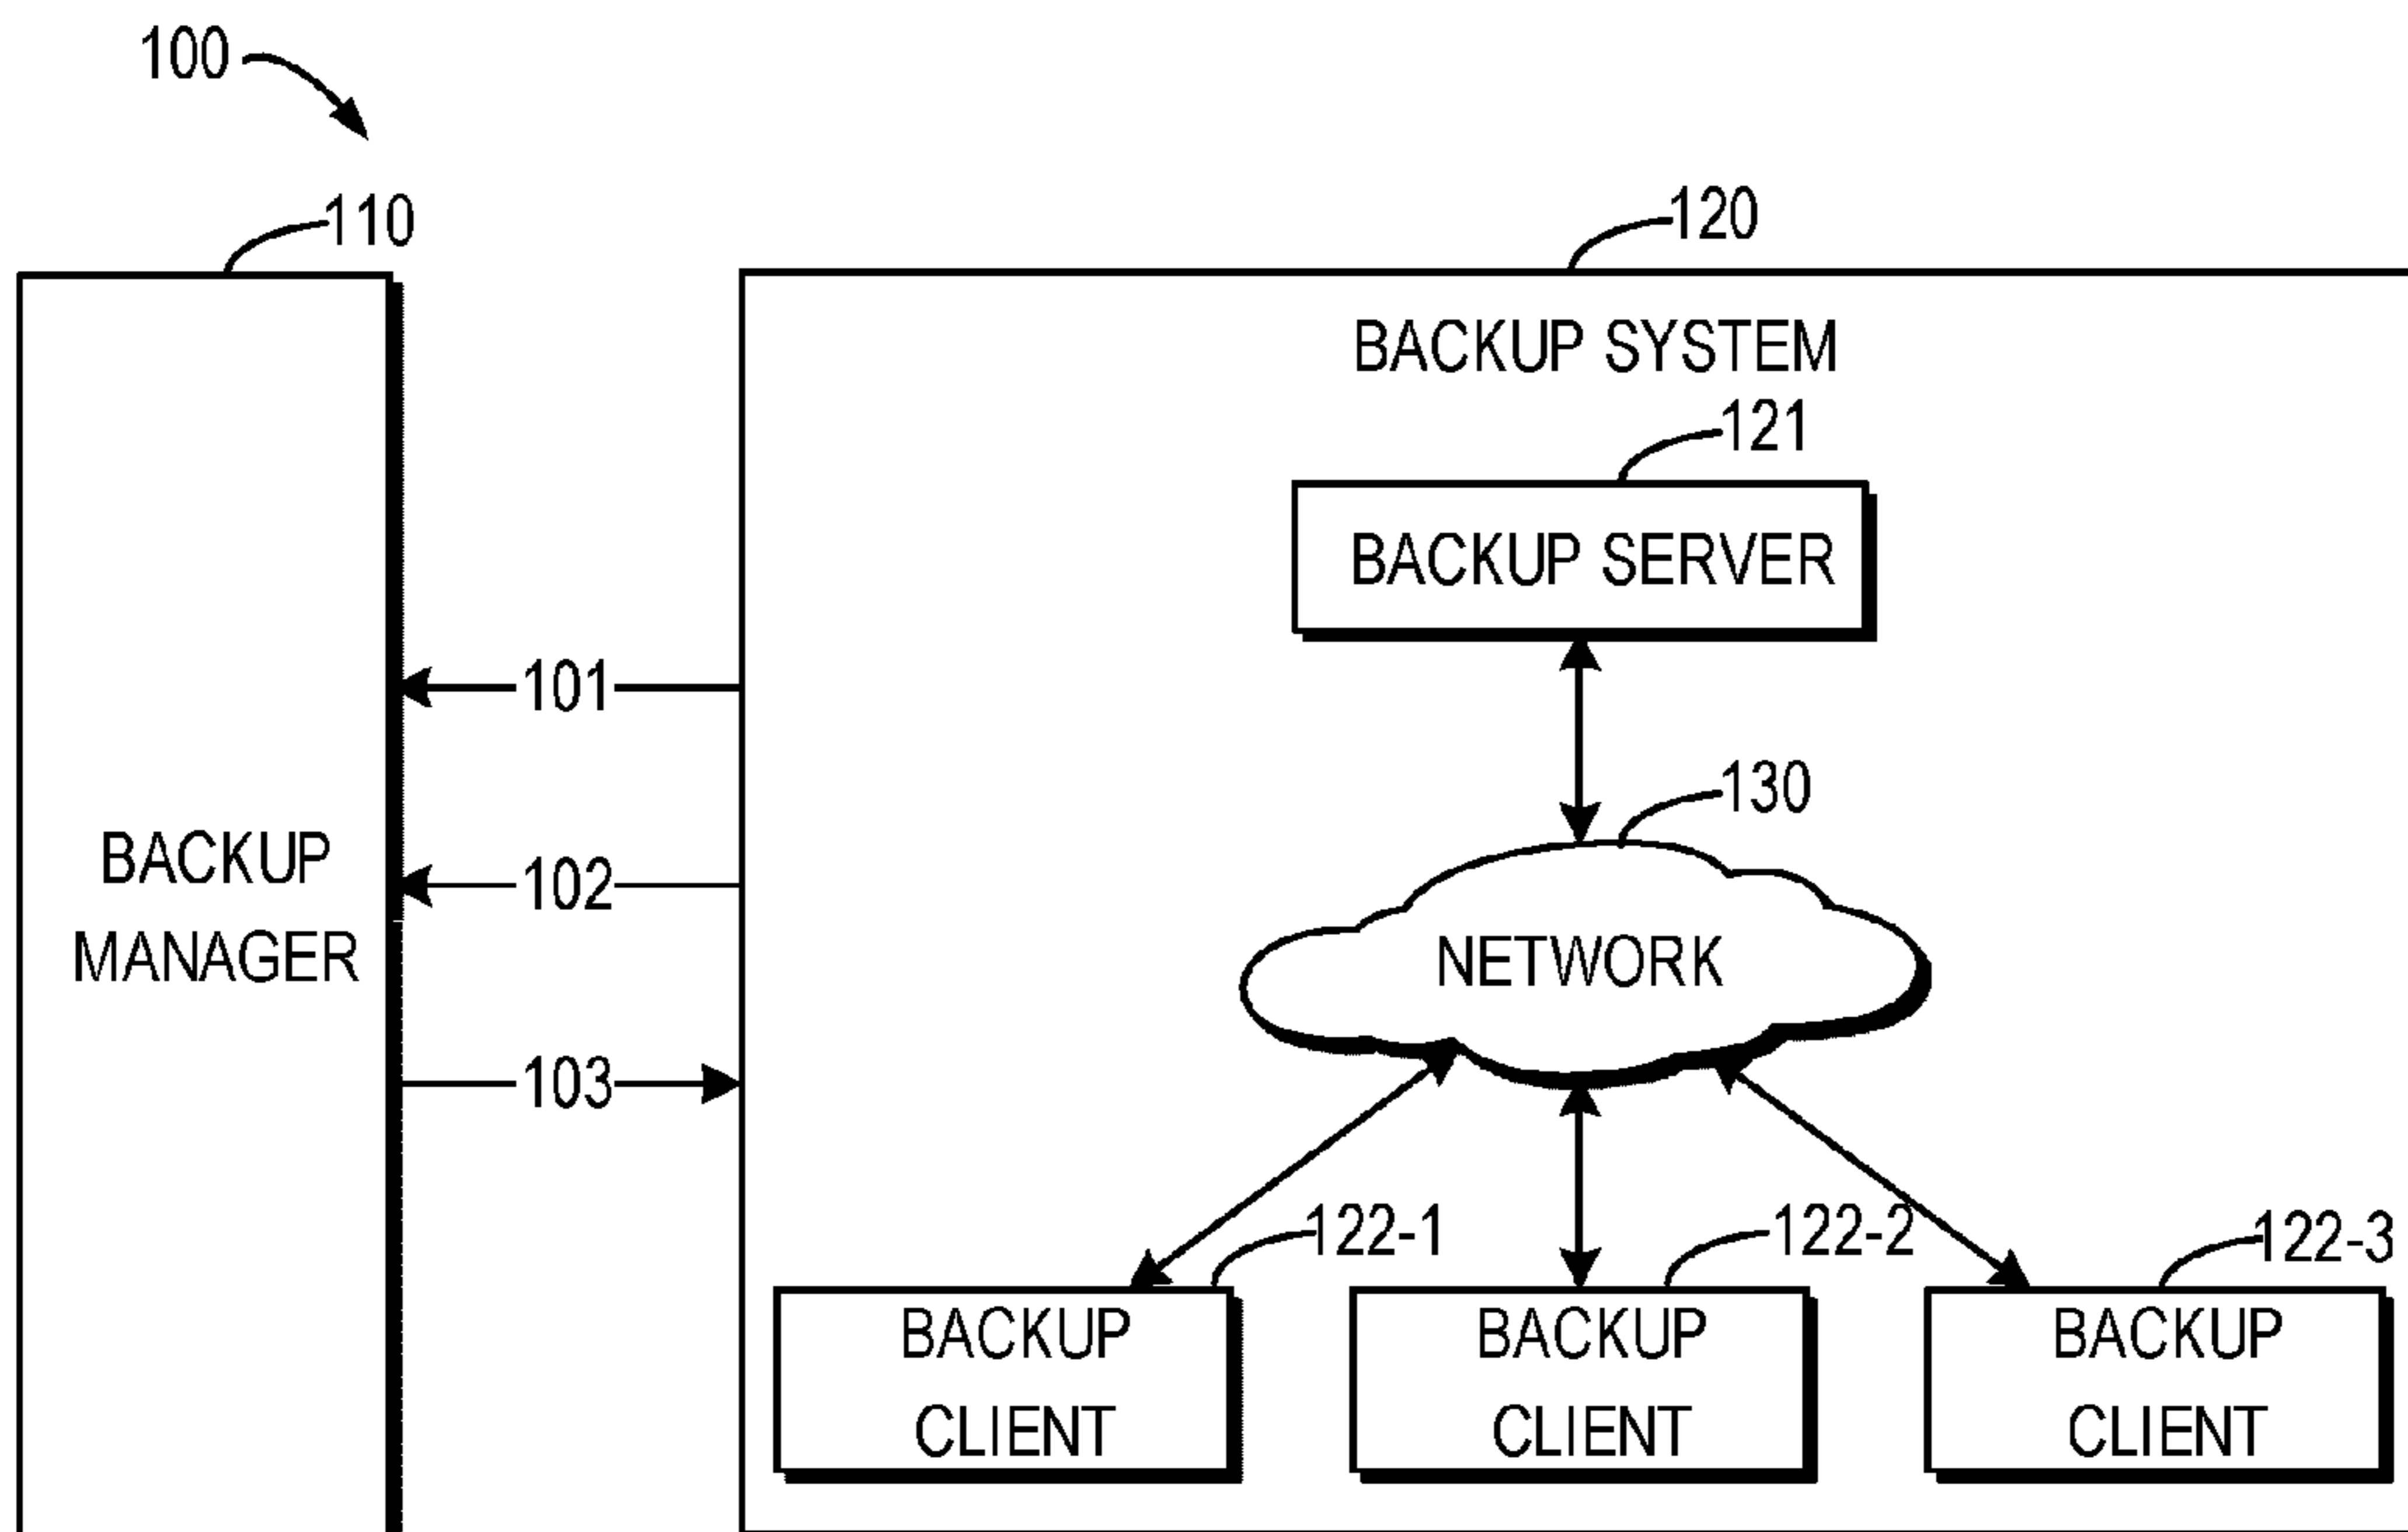 100
110
120
BACKUP SYSTEM
121
BACKUP SERVER
101
130
BACKUP
MANAGER
102
NETWORK
103
122-1
122-2
122-3
BACKUP
CLIENT
BACKUP
CLIENT
BACKUP
CLIENT